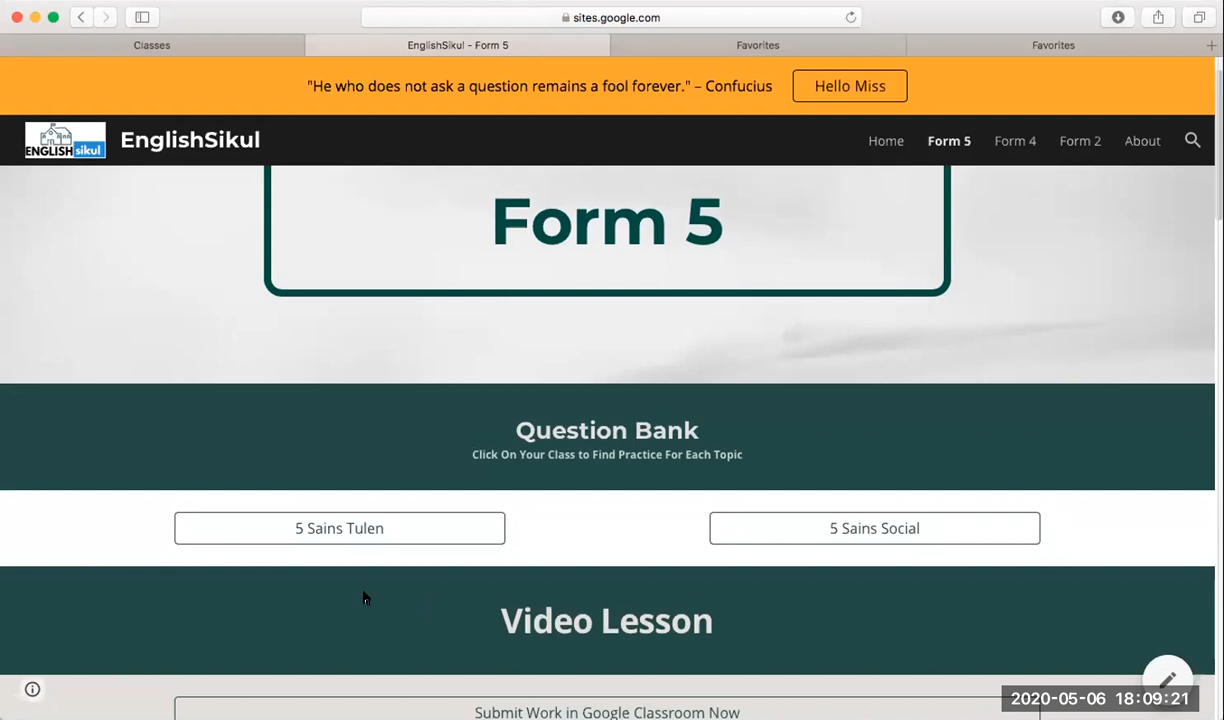 sites.google.com
Classes
EnglishSikul - Form 5
Favorites
Favorites
"He who does not ask a question remains a fool forever." – Confucius
Hello Miss
ENGLISH sikul
EnglishSikul
Home
Form 5
Form 4
Form 2
About
Form 5
Question Bank
Click On Your Class to Find Practice For Each Topic
5 Sains Tulen
5 Sains Social
Video Lesson
Submit Work in Google Classroom Now
2020-05-06 18:09:21